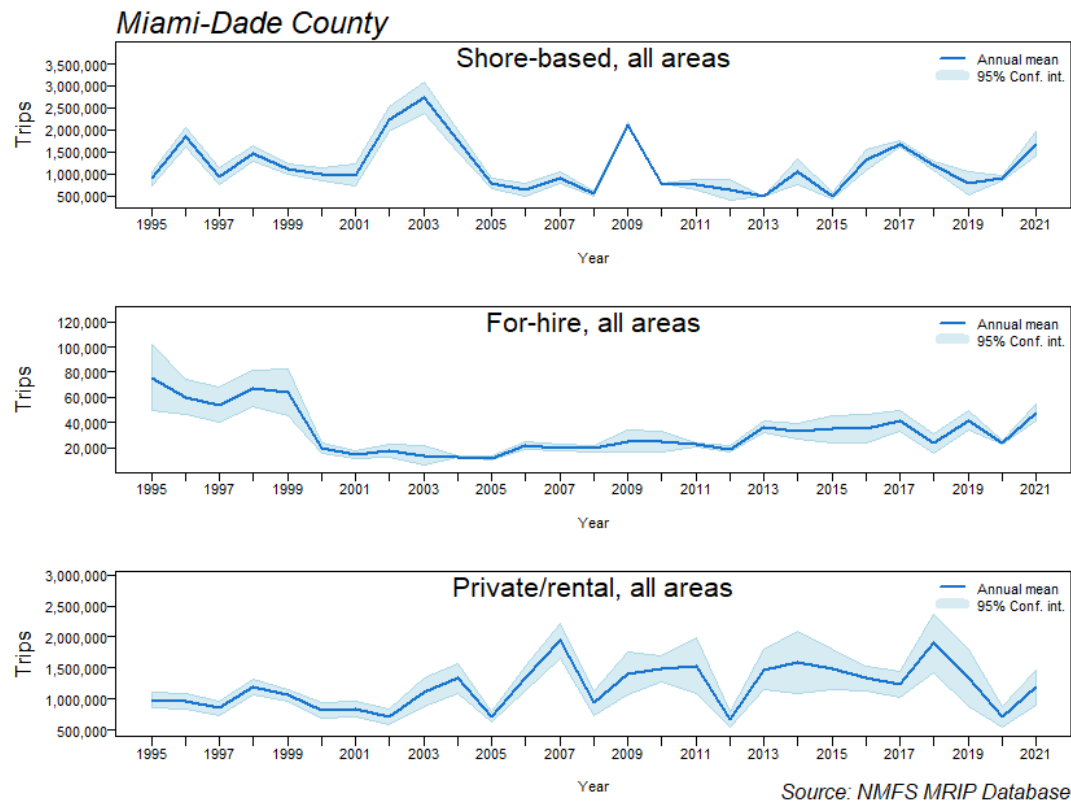 Miami-Dade County
Shore-based, all areas
Annual mean
95% Conf. int.
Trips
3,500,000
3,000,000
2,500,000
2,000,000
1,500,000
1,000,000
500,000
1995 1997 1999 2001 2003 2005 2007 2009 2011 2013 2015 2017 2019 2021
Year
For-hire, all areas
Annual mean
95% Conf. int.
Trips
120,000
100,000
80,000
60,000
40,000
20,000
1995 1997 1999 2001 2003 2005 2007 2009 2011 2013 2015 2017 2019 2021
Year
Private/rental, all areas
Annual mean
95% Conf. int.
Trips
3,000,000
2,500,000
2,000,000
1,500,000
1,000,000
500,000
1995 1997 1999 2001 2003 2005 2007 2009 2011 2013 2015 2017 2019 2021
Year
Source: NMFS MRIP Database